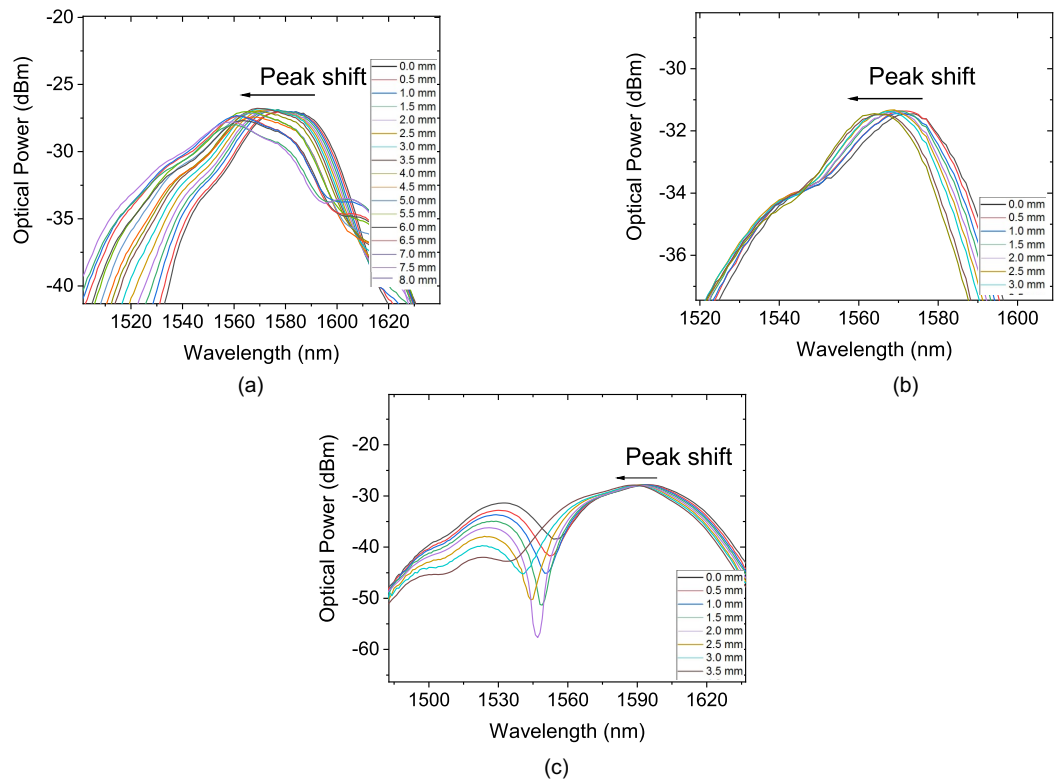 -20
-25
-30
-35
-40
Optical Power (dBm)
Peak shift
0.0 mm
0.5 mm
1.0 mm
1.5 mm
2.0 mm
2.5 mm
3.0 mm
3.5 mm
4.0 mm
4.5 mm
5.0 mm
5.5 mm
6.0 mm
6.5 mm
7.0 mm
7.5 mm
8.0 mm
1520 1540 1560 1580 1600 1620
Wavelength (nm)
(a)
-30
-32
-34
-36
Optical Power (dBm)
Peak shift
0.0 mm
0.5 mm
1.0 mm
1.5 mm
2.0 mm
2.5 mm
3.0 mm
1520 1540 1560 1580 1600
Wavelength (nm)
(b)
-20
-30
-40
-50
-60
Optical Power (dBm)
Peak shift
0.0 mm
0.5 mm
1.0 mm
1.5 mm
2.0 mm
2.5 mm
3.0 mm
3.5 mm
1500 1530 1560 1590 1620
Wavelength (nm)
(c)